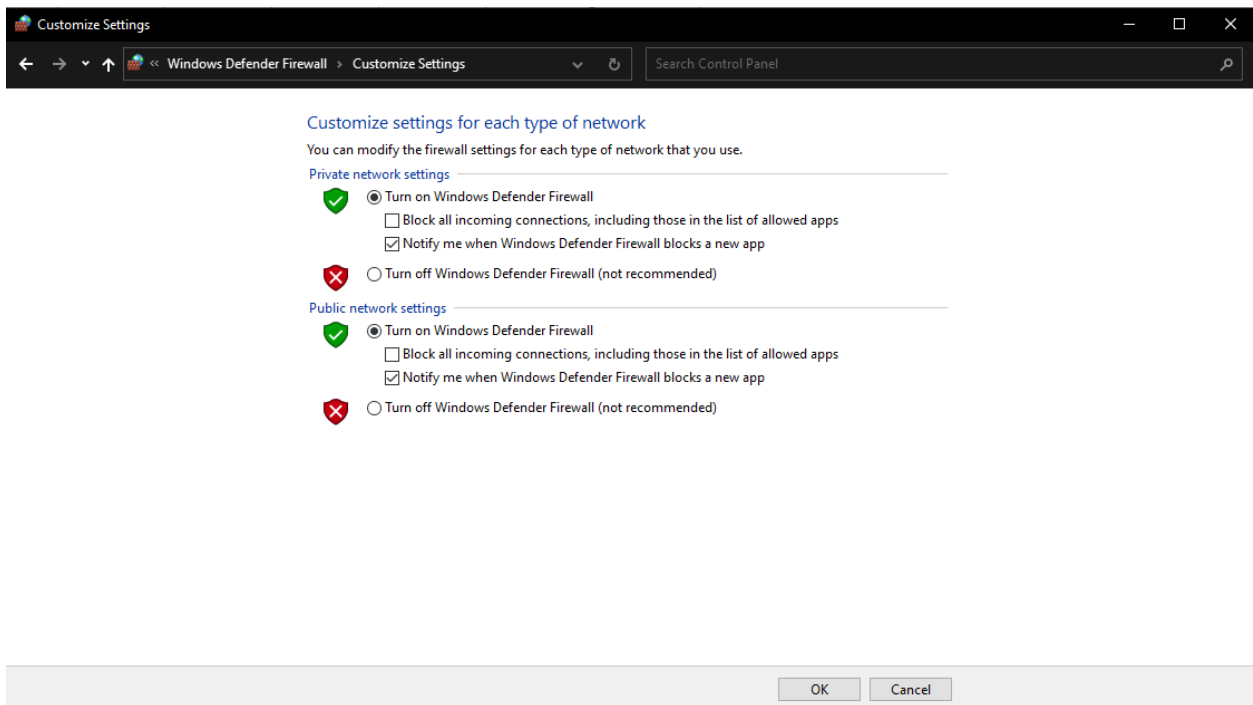 Customize Settings
« Windows Defender Firewall › Customize Settings
Search Control Panel
Customize settings for each type of network
You can modify the firewall settings for each type of network that you use.
Private network settings
Turn on Windows Defender Firewall
Block all incoming connections, including those in the list of allowed apps
Notify me when Windows Defender Firewall blocks a new app
Turn off Windows Defender Firewall (not recommended)
Public network settings
Turn on Windows Defender Firewall
Block all incoming connections, including those in the list of allowed apps
Notify me when Windows Defender Firewall blocks a new app
Turn off Windows Defender Firewall (not recommended)
OK Cancel